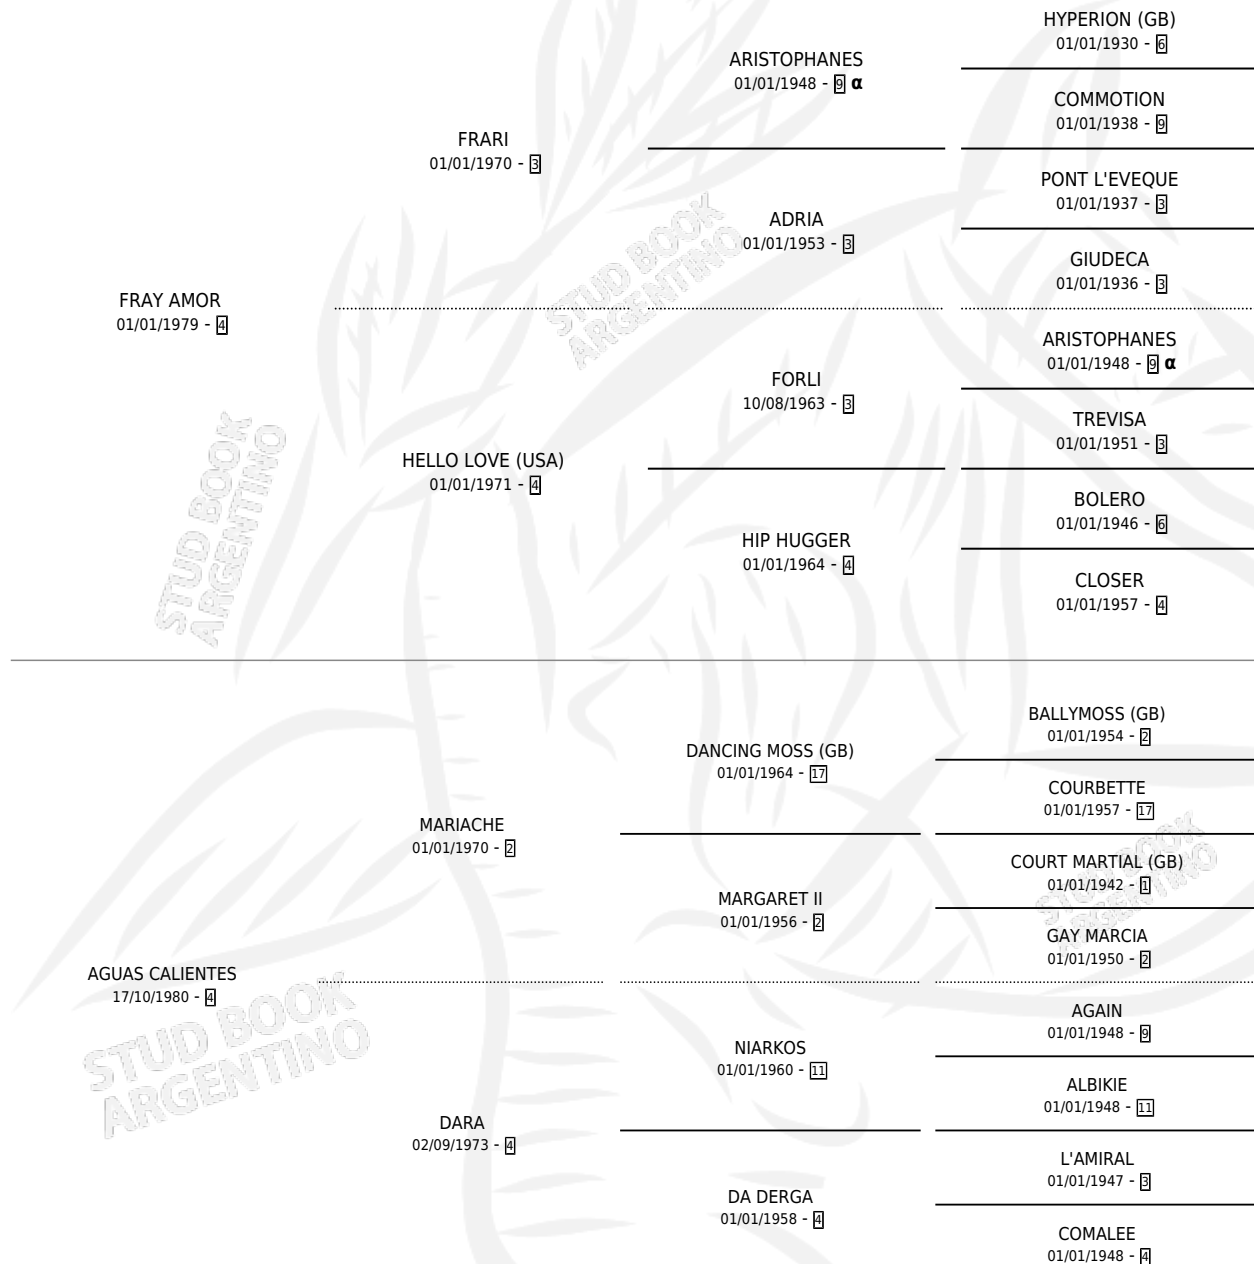 HYPERION (GB)
01/01/1930 - 6
ARISTOPHANES
01/01/1948 - 9 α
COMMOTION
01/01/1938 - 9
FRARI
01/01/1970 - 3
PONT L'EVEQUE
01/01/1937 - 3
ADRIA
01/01/1953 - 3
GIUDECA
01/01/1936 - 3
FRAY AMOR
01/01/1979 - 4
STUD BOOK
ARGENTINO
ARISTOPHANES
01/01/1948 - 9 α
FORLI
10/08/1963 - 3
TREVISA
01/01/1951 - 3
HELLO LOVE (USA)
01/01/1971 - 4
BOLERO
01/01/1946 - 6
HIP HUGGER
01/01/1964 - 4
CLOSER
01/01/1957 - 4
STUD BOOK
ARGENTINO
BALLYMOSS (GB)
01/01/1954 - 2
DANCING MOSS (GB)
01/01/1964 - 17
COURBETTE
01/01/1957 - 17
MARIACHE
01/01/1970 - 2
COURT MARTIAL (GB)
01/01/1942 - 1
MARGARET II
01/01/1956 - 2
GAY MARCIA
01/01/1950 - 2
STUD BOOK
ARGENTINO
AGUAS CALIENTES
17/10/1980 - 4
AGAIN
01/01/1948 - 9
NIARKOS
01/01/1960 - 11
ALBIKIE
01/01/1948 - 11
DARA
02/09/1973 - 4
L'AMIRAL
01/01/1947 - 3
DA DERGA
01/01/1958 - 4
COMALEE
01/01/1948 - 4
STUD BOOK
ARGENTINO